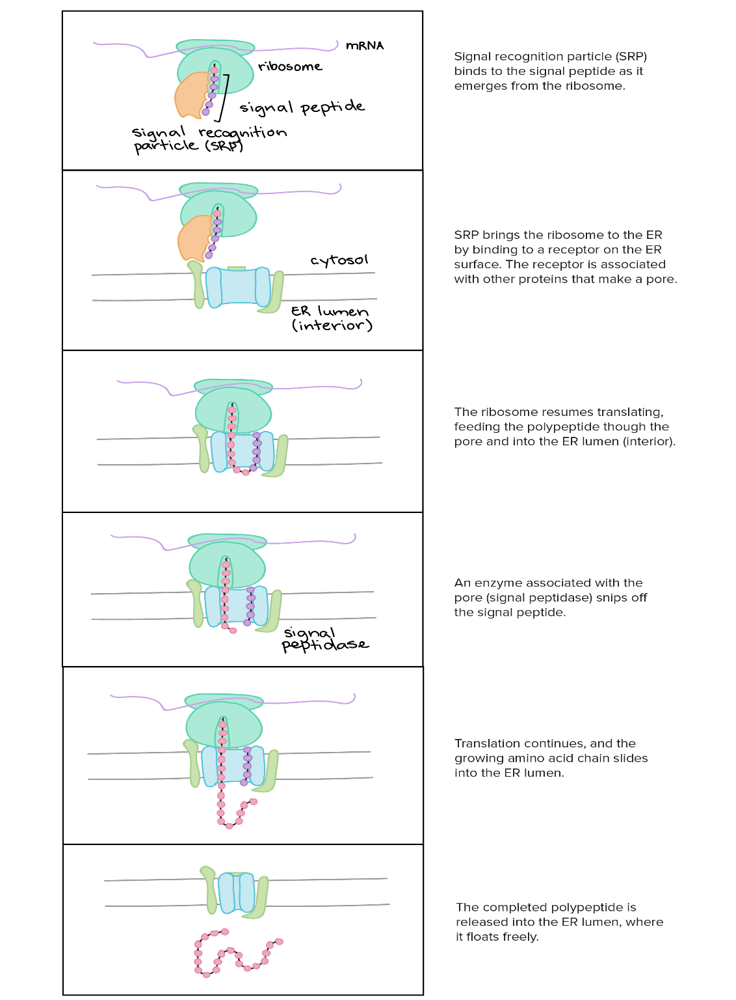 mRNA
ribosome
signal peptide
signal recognition
particle (SRP)
Signal recognition particle (SRP)
binds to the signal peptide as it
emerges from the ribosome.
cytosol
ER lumen
(interior)
SRP brings the ribosome to the ER
by binding to a receptor on the ER
surface. The receptor is associated
with other proteins that make a pore.
The ribosome resumes translating,
feeding the polypeptide though the
pore and into the ER lumen (interior).
signal
peptidase
An enzyme associated with the
pore (signal peptidase) snips off
the signal peptide.
Translation continues, and the
growing amino acid chain slides
into the ER lumen.
The completed polypeptide is
released into the ER lumen, where
it floats freely.